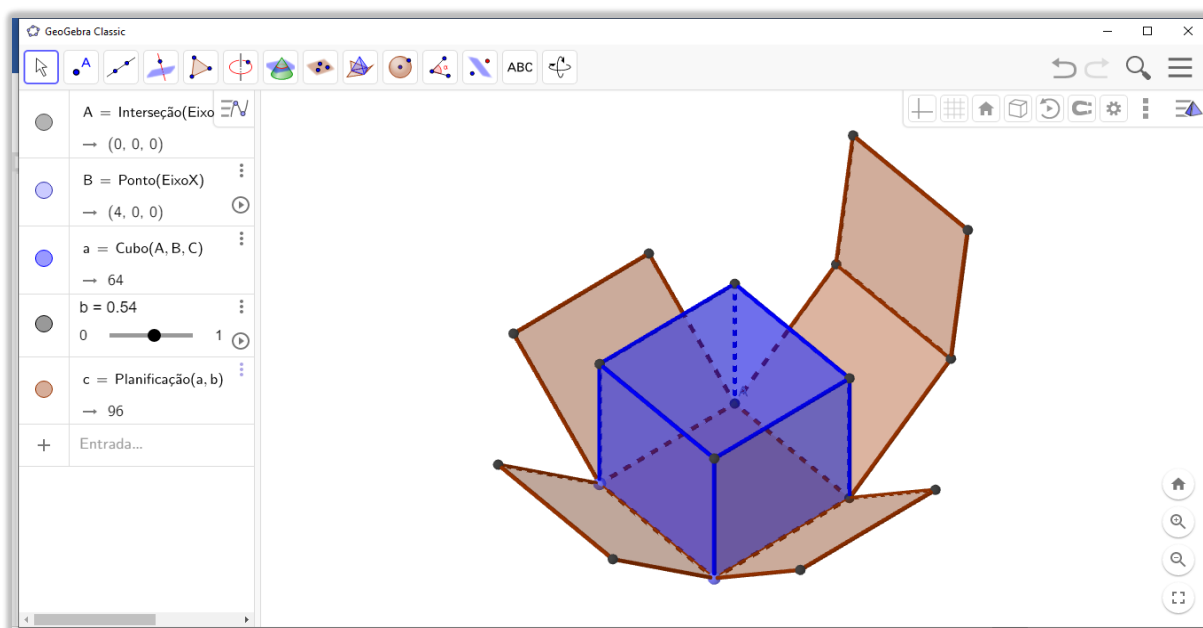 GeoGebra Classic
A
ABC
A = Interseção(Eixo
→ (0, 0, 0)
B = Ponto(EixoX)
→ (4, 0, 0)
a = Cubo(A, B, C)
→ 64
b = 0.54
0 1
c = Planificação(a, b)
→ 96
+ Entrada...